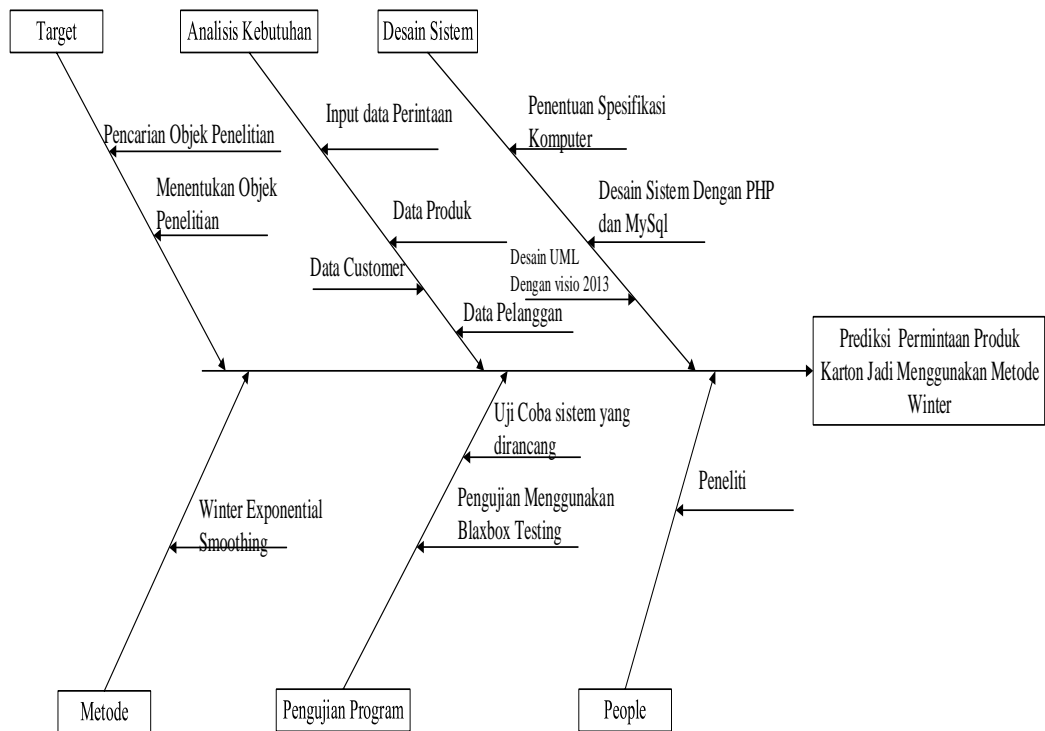 Target
Analisis Kebutuhan
Desain Sistem
Pencarian Objek Penelitian
Menentukan Objek
Penelitian
Input data Perintaan
Data Produk
Data Customer
Data Pelanggan
Penentuan Spesifikasi
Komputer
Desain Sistem Dengan PHP
dan MySql
Desain UML
Dengan visio 2013
Prediksi Permintaan Produk
Karton Jadi Menggunakan Metode
Winter
Winter Exponential
Smoothing
Uji Coba sistem yang
dirancang
Pengujian Menggunakan
Blaxbox Testing
Peneliti
Metode
Pengujian Program
People